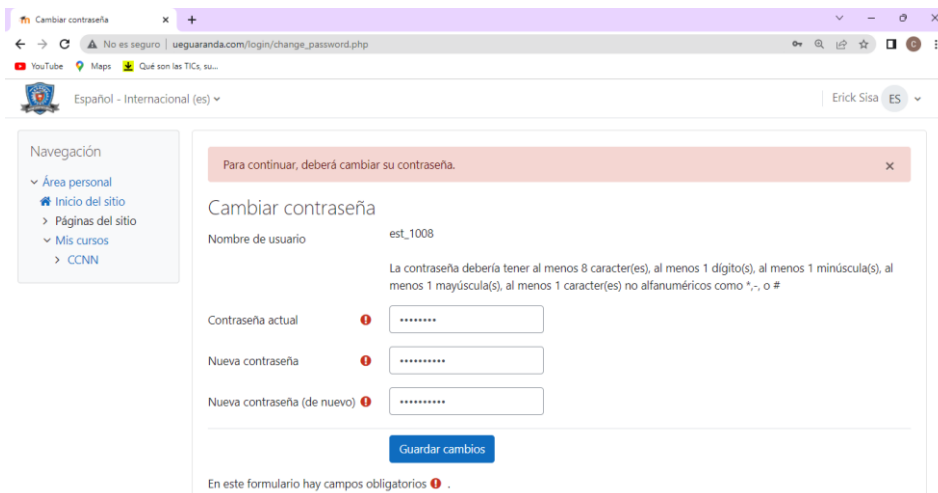 Cambiar contraseña
No es seguro | ueguaranda.com/login/change_password.php
YouTube Maps Qué son las TICs, su...
Español - Internacional (es)
Erick Sisa ES
Navegación
Área personal
Inicio del sitio
Páginas del sitio
Mis cursos
CCNN
Para continuar, deberá cambiar su contraseña.
Cambiar contraseña
Nombre de usuario est_1008
La contraseña debería tener al menos 8 caracter(es), al menos 1 dígito(s), al menos 1 minúscula(s), al
menos 1 mayúscula(s), al menos 1 caracter(es) no alfanuméricos como *,-, o #
Contraseña actual ••••••••
Nueva contraseña ••••••••••
Nueva contraseña (de nuevo) ••••••••••
Guardar cambios
En este formulario hay campos obligatorios .